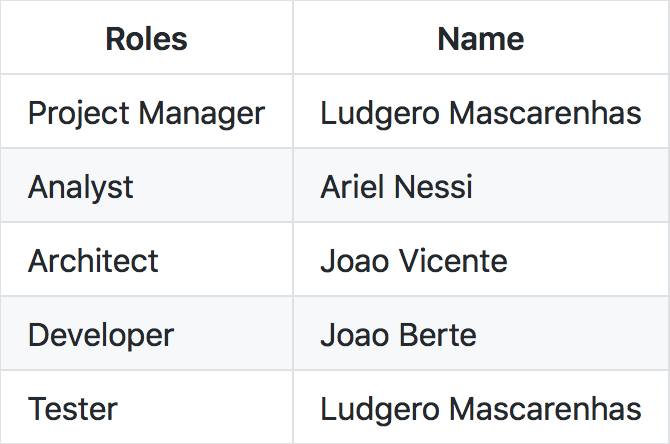 Roles Name
Project Manager Ludgero Mascarenhas
Analyst Ariel Nessi
Architect Joao Vicente
Developer Joao Berte
Tester Ludgero Mascarenhas